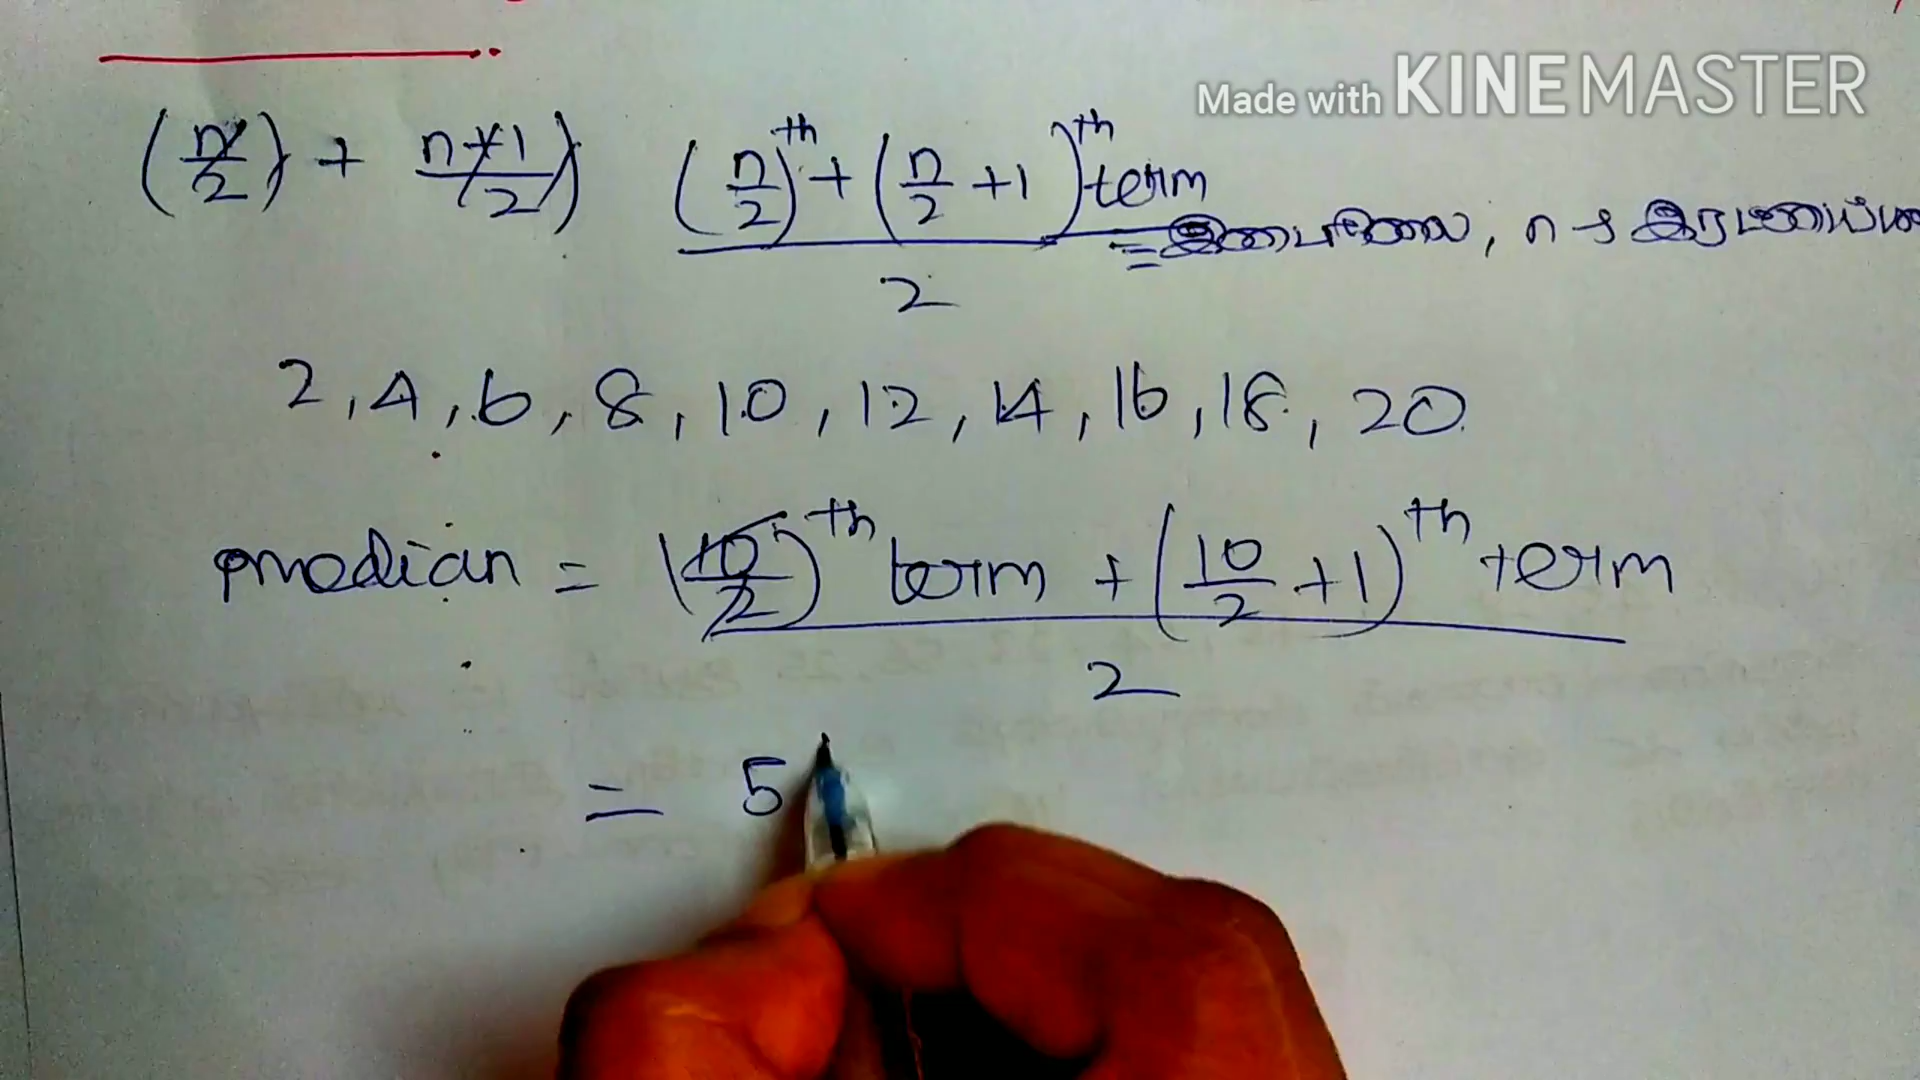 Made with KINEMASTER
(n/2) + (n+1/2) (n/2)th + (n/2 + 1)th term
= இடைநிலை, n →
2
2, 4, 6, 8, 10, 12, 14, 16, 18, 20
median = (10/2)th term + (10/2 + 1)th term
2
= 5